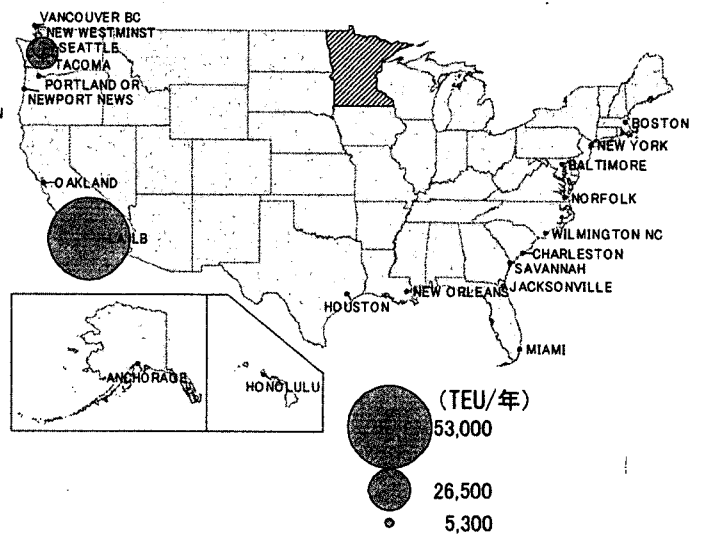 VANCOUVER BC
NEW WESTMINST
SEATTLE
TACOMA
PORTLAND OR
NEWPORT NEWS
OAKLAND
LB
BOSTON
NEW YORK
BALTIMORE
NORFOLK
WILMINGTON NC
CHARLESTON
SAVANNAH
JACKSONVILLE
NEW ORLEANS
HOUSTON
MIAMI
ANCHORAGE
HONOLULU
(TEU/年)
53,000
26,500
5,300